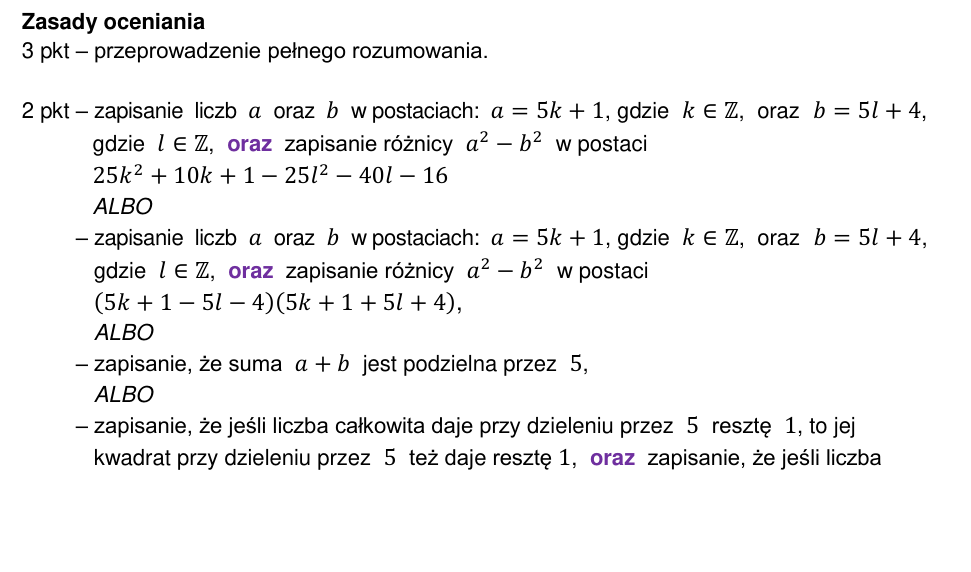 Zasady oceniania
3 pkt – przeprowadzenie pełnego rozumowania.
2 pkt – zapisanie liczb a oraz b w postaciach: a = 5k + 1, gdzie k ∈ ℤ, oraz b = 5l + 4,
gdzie l ∈ ℤ, oraz zapisanie różnicy a² − b² w postaci
25k² + 10k + 1 − 25l² − 40l − 16
ALBO
– zapisanie liczb a oraz b w postaciach: a = 5k + 1, gdzie k ∈ ℤ, oraz b = 5l + 4,
gdzie l ∈ ℤ, oraz zapisanie różnicy a² − b² w postaci
(5k + 1 − 5l − 4)(5k + 1 + 5l + 4),
ALBO
– zapisanie, że suma a + b jest podzielna przez 5,
ALBO
– zapisanie, że jeśli liczba całkowita daje przy dzieleniu przez 5 resztę 1, to jej
kwadrat przy dzieleniu przez 5 też daje resztę 1, oraz zapisanie, że jeśli liczba